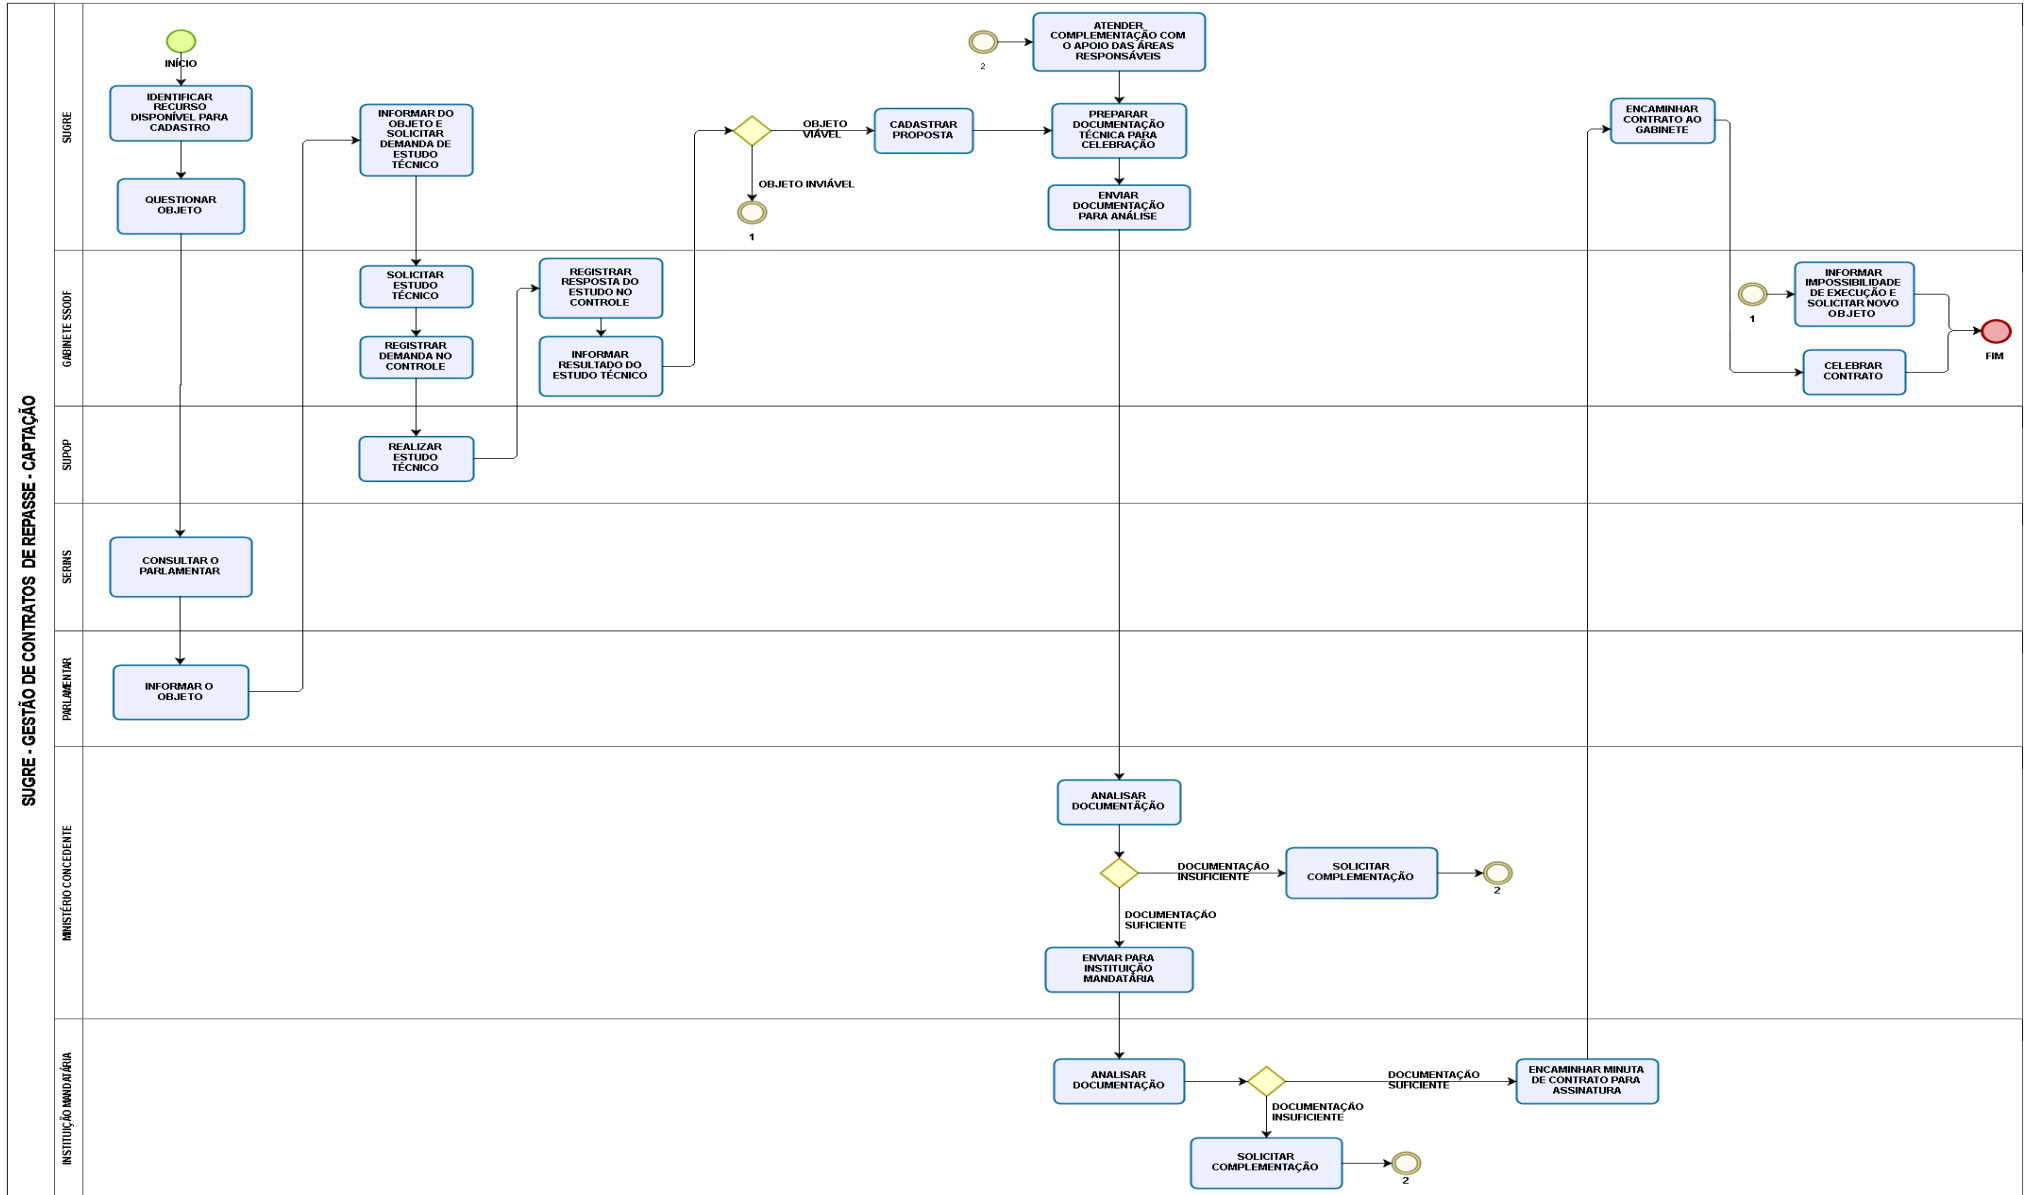 SUGRE - GESTÃO DE CONTRATOS DE REPASSE - CAPTAÇÃO
SUGRE
INÍCIO
IDENTIFICAR
RECURSO
DISPONÍVEL PARA
CADASTRO
QUESTIONAR
OBJETO
INFORMAR DO
OBJETO E
SOLICITAR
DEMANDA DE
ESTUDO
TÉCNICO
OBJETO
VIÁVEL
OBJETO INVIÁVEL
1
CADASTRAR
PROPOSTA
2
ATENDER
COMPLEMENTAÇÃO COM
O APOIO DAS ÁREAS
RESPONSÁVEIS
PREPARAR
DOCUMENTAÇÃO
TÉCNICA PARA
CELEBRAÇÃO
ENVIAR
DOCUMENTAÇÃO
PARA ANÁLISE
ENCAMINHAR
CONTRATO AO
GABINETE
GABINETE SSODF
SOLICITAR
ESTUDO
TÉCNICO
REGISTRAR
DEMANDA NO
CONTROLE
REGISTRAR
RESPOSTA DO
ESTUDO NO
CONTROLE
INFORMAR
RESULTADO DO
ESTUDO TÉCNICO
1
INFORMAR
IMPOSSIBILIDADE
DE EXECUÇÃO E
SOLICITAR NOVO
OBJETO
CELEBRAR
CONTRATO
FIM
SUPOP
REALIZAR
ESTUDO
TÉCNICO
SERINS
CONSULTAR O
PARLAMENTAR
PARLAMENTAR
INFORMAR O
OBJETO
MINISTÉRIO CONCEDENTE
ANALISAR
DOCUMENTÃÇÃO
DOCUMENTAÇÃO
INSUFICIENTE
SOLICITAR
COMPLEMENTAÇÃO
2
DOCUMENTAÇÃO
SUFICIENTE
ENVIAR PARA
INSTITUIÇÃO
MANDATÁRIA
INSTITUIÇÃO MANDATÁRIA
ANALISAR
DOCUMENTAÇÃO
DOCUMENTAÇÃO
SUFICIENTE
ENCAMINHAR MINUTA
DE CONTRATO PARA
ASSINATURA
DOCUMENTAÇÃO
INSUFICIENTE
SOLICITAR
COMPLEMENTAÇÃO
2